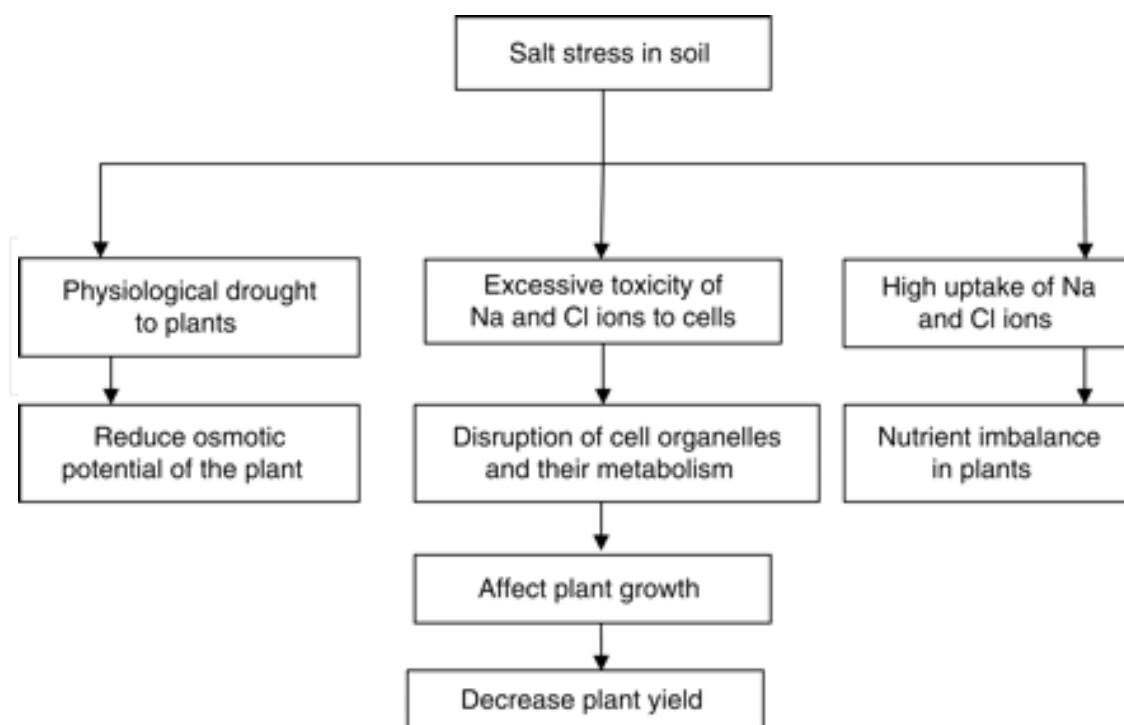 Salt stress in soil
Physiological drought
to plants
Excessive toxicity of
Na and Cl ions to cells
High uptake of Na
and Cl ions
Reduce osmotic
potential of the plant
Disruption of cell organelles
and their metabolism
Nutrient imbalance
in plants
Affect plant growth
Decrease plant yield